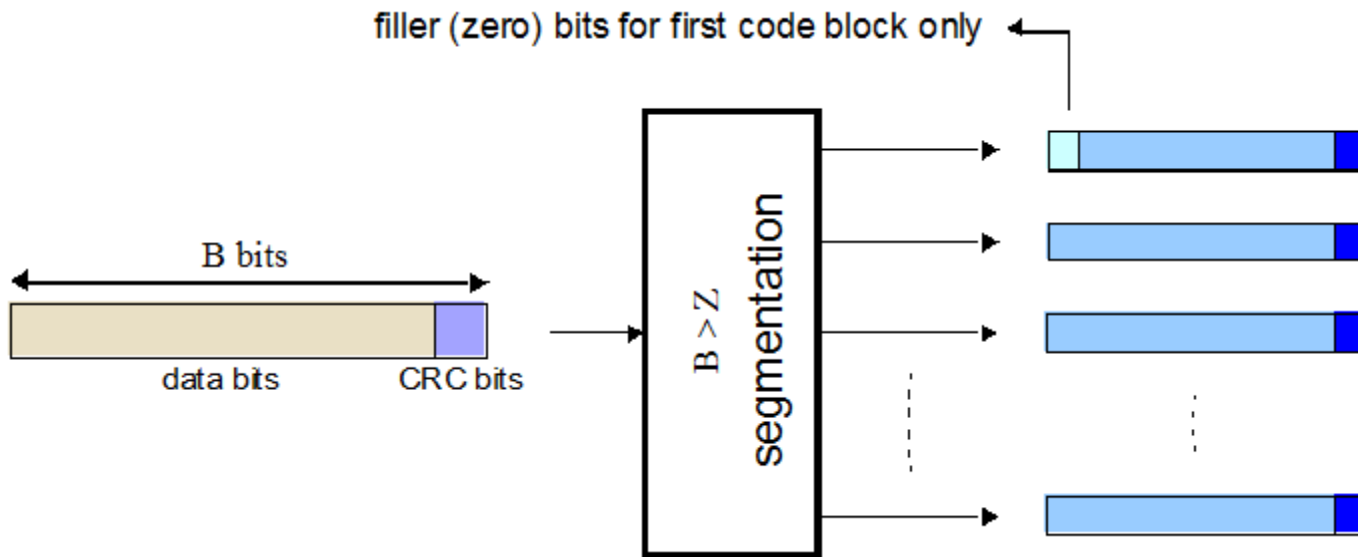 filler (zero) bits for first code block only
B bits
data bits
CRC bits
B > Z
segmentation